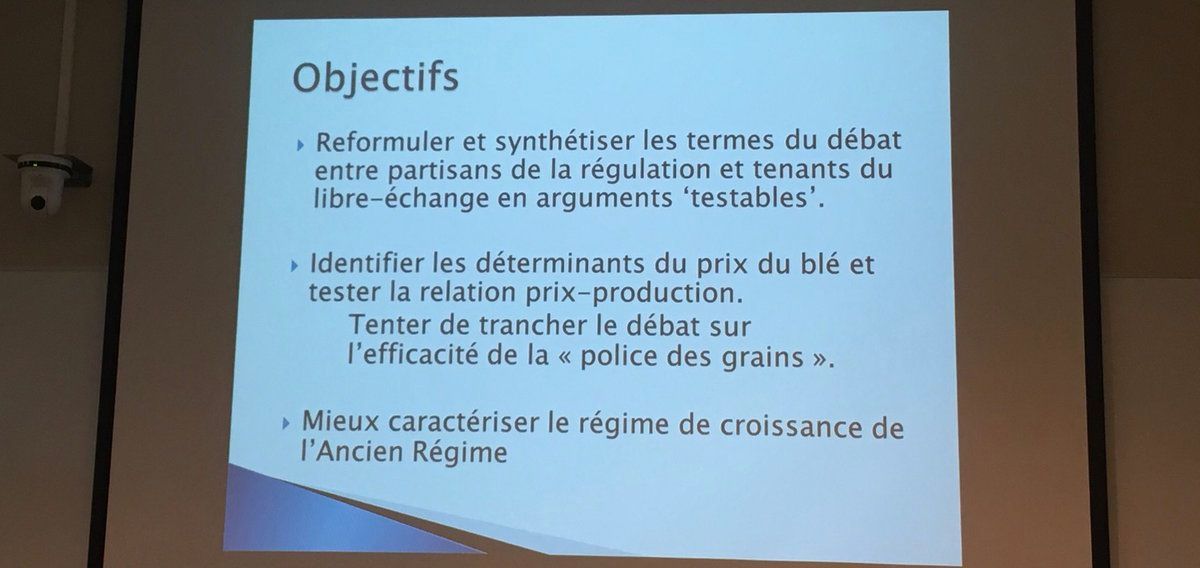 Objectifs
Reformuler et synthétiser les termes du débat
entre partisans de la régulation et tenants du
libre-échange en arguments ‘testables’.
Identifier les déterminants du prix du blé et
tester la relation prix-production.
Tenter de trancher le débat sur
l’efficacité de la « police des grains ».
Mieux caractériser le régime de croissance de
l’Ancien Régime